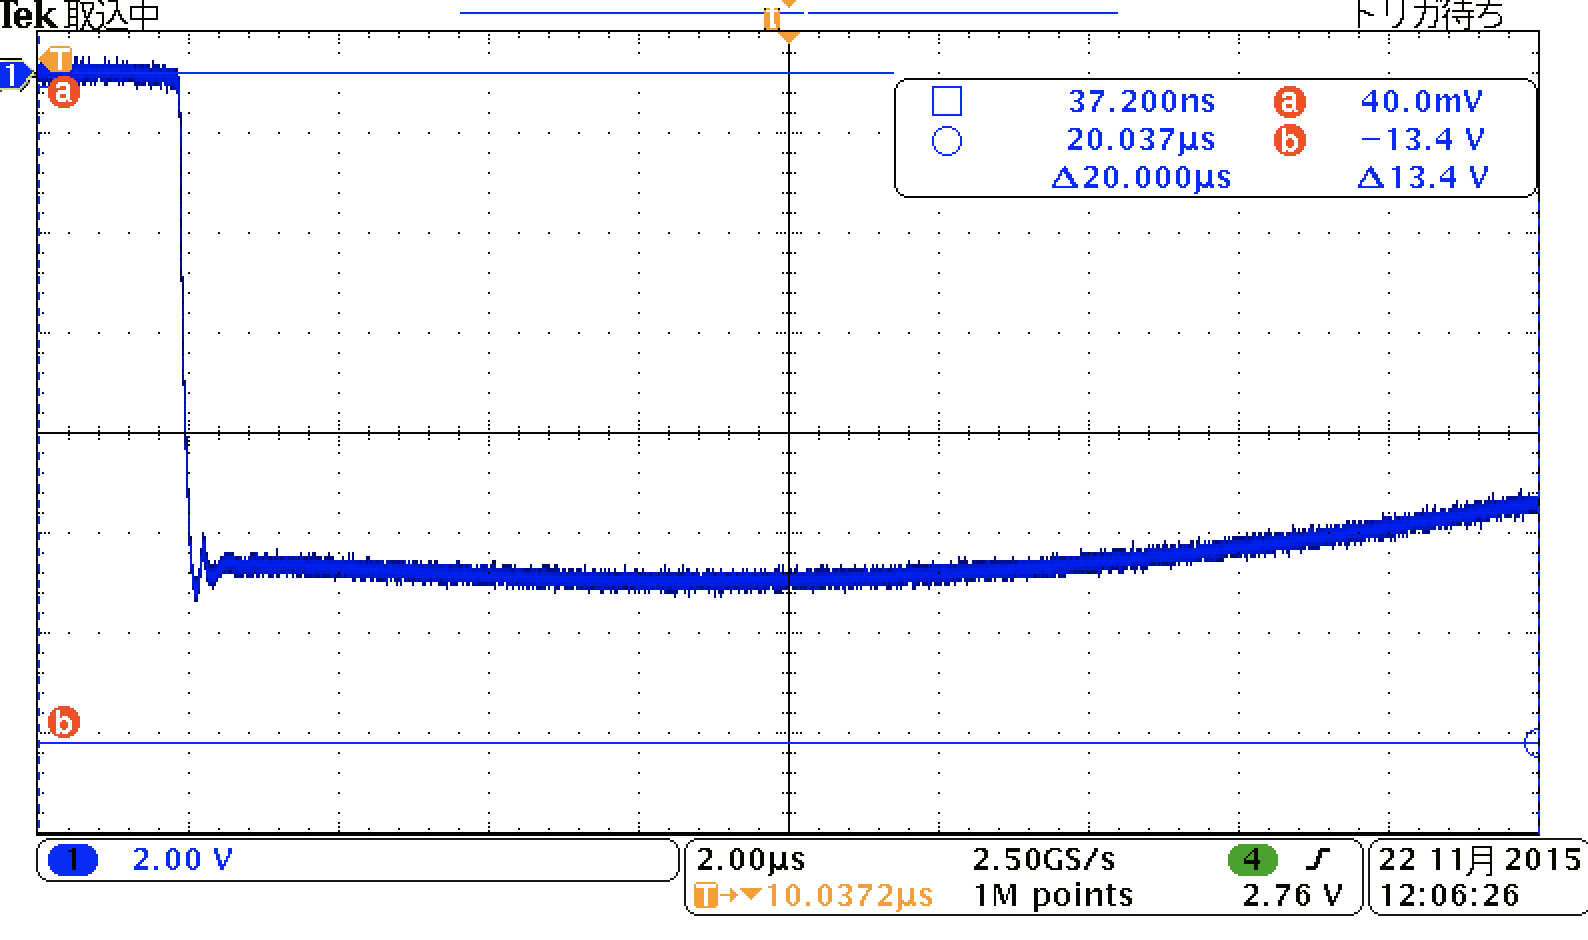 Tek 取込中 トリガ待ち
T
1 T
a
37.200ns a 40.0mV
20.037µs b −13.4 V
Δ20.000µs Δ13.4 V
b
1 2.00 V 2.00µs 2.50GS/s 4 22 11月 2015
T→▼10.0372µs 1M points 2.76 V 12:06:26